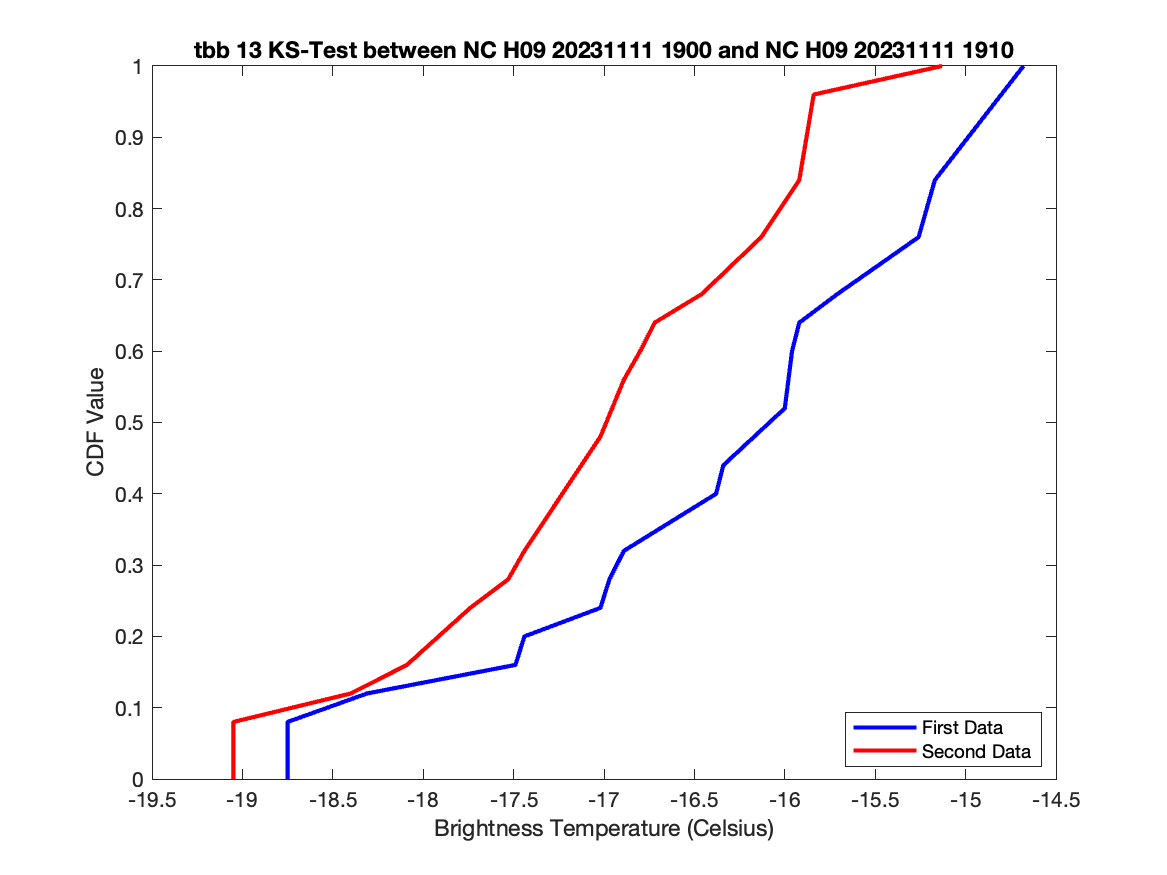 tbb 13 KS-Test between NC H09 20231111 1900 and NC H09 20231111 1910
1
0.9
0.8
0.7
0.6
0.5
0.4
0.3
0.2
0.1
0
CDF Value
-19.5 -19 -18.5 -18 -17.5 -17 -16.5 -16 -15.5 -15 -14.5
Brightness Temperature (Celsius)
First Data
Second Data